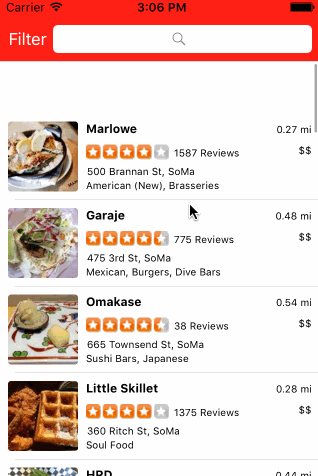 Carrier 3:06 PM
Filter
Marlowe 0.27 mi
1587 Reviews $$
500 Brannan St, SoMa
American (New), Brasseries
Garaje 0.48 mi
775 Reviews $$
475 3rd St, SoMa
Mexican, Burgers, Dive Bars
Omakase 0.54 mi
38 Reviews $$
665 Townsend St, SoMa
Sushi Bars, Japanese
Little Skillet 0.28 mi
1375 Reviews $$
360 Ritch St, SoMa
Soul Food
HRD 0.44 mi